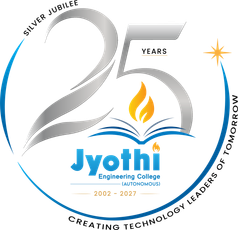 SILVER JUBILEE
25
YEARS
Jyothi
Engineering College
(AUTONOMOUS)
2002 - 2027
CREATING TECHNOLOGY LEADERS OF TOMORROW